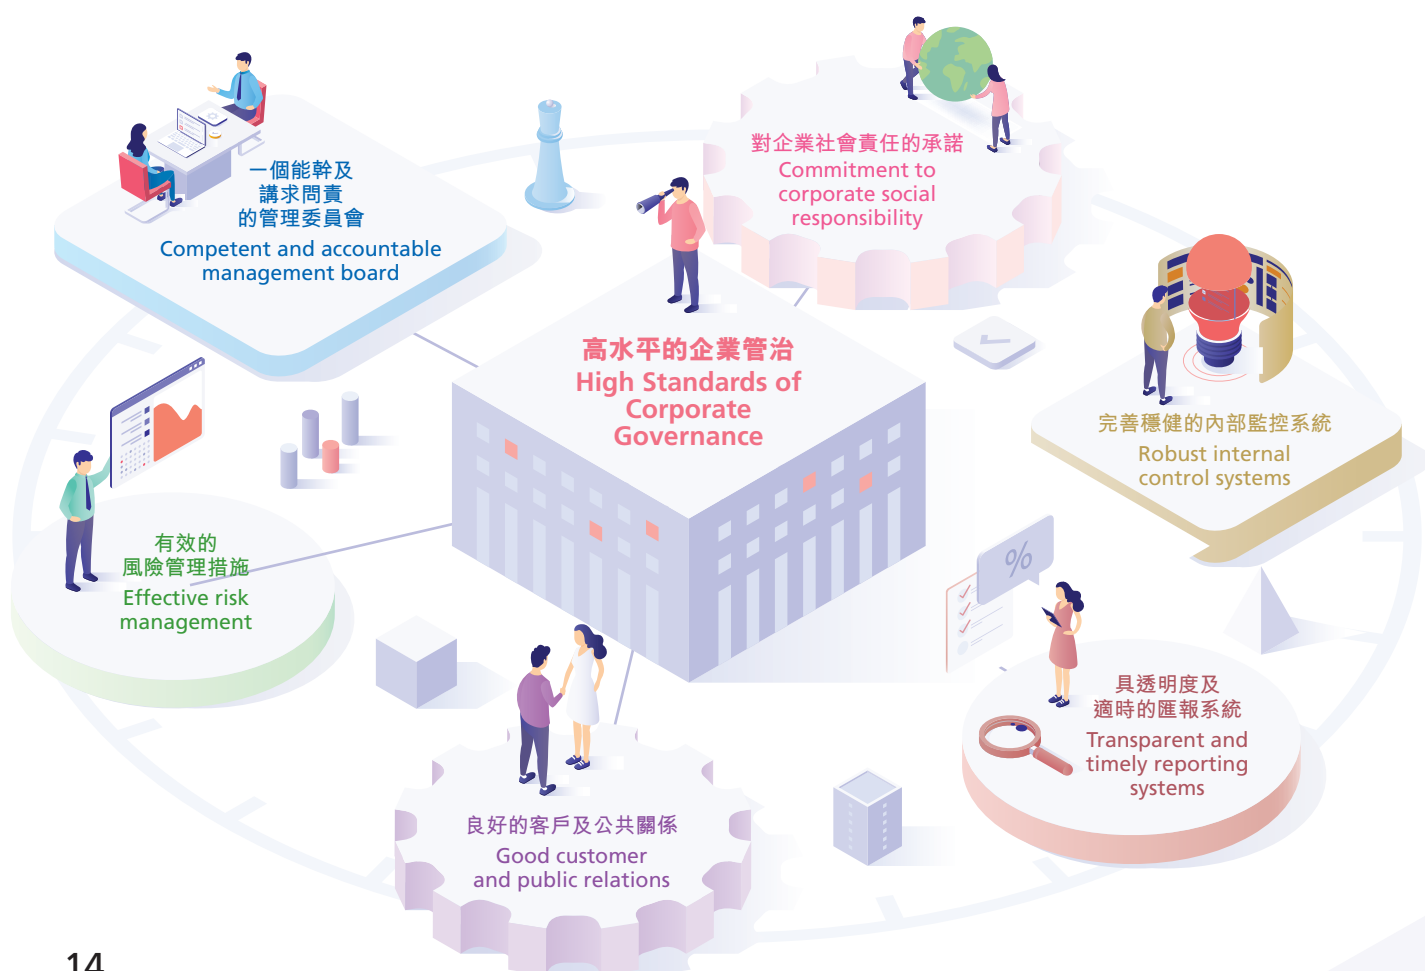 一個能幹及
講求問責
的管理委員會
Competent and accountable
management board
對企業社會責任的承諾
Commitment to
corporate social
responsibility
高水平的企業管治
High Standards of
Corporate
Governance
完善穩健的內部監控系統
Robust internal
control systems
有效的
風險管理措施
Effective risk
management
%
具透明度及
適時的匯報系統
Transparent and
timely reporting
systems
良好的客戶及公共關係
Good customer
and public relations
14